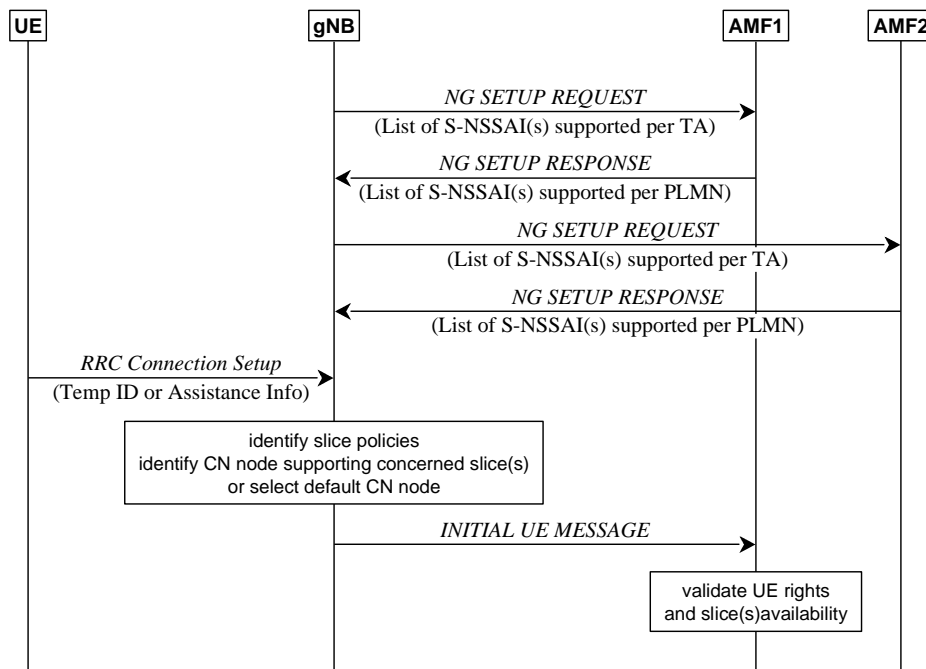 UE gNB AMF1 AMF2
NG SETUP REQUEST
(List of S-NSSAI(s) supported per TA)
NG SETUP RESPONSE
(List of S-NSSAI(s) supported per PLMN)
NG SETUP REQUEST
(List of S-NSSAI(s) supported per TA)
NG SETUP RESPONSE
(List of S-NSSAI(s) supported per PLMN)
RRC Connection Setup
(Temp ID or Assistance Info)
identify slice policies
identify CN node supporting concerned slice(s)
or select default CN node
INITIAL UE MESSAGE
validate UE rights
and slice(s)availability